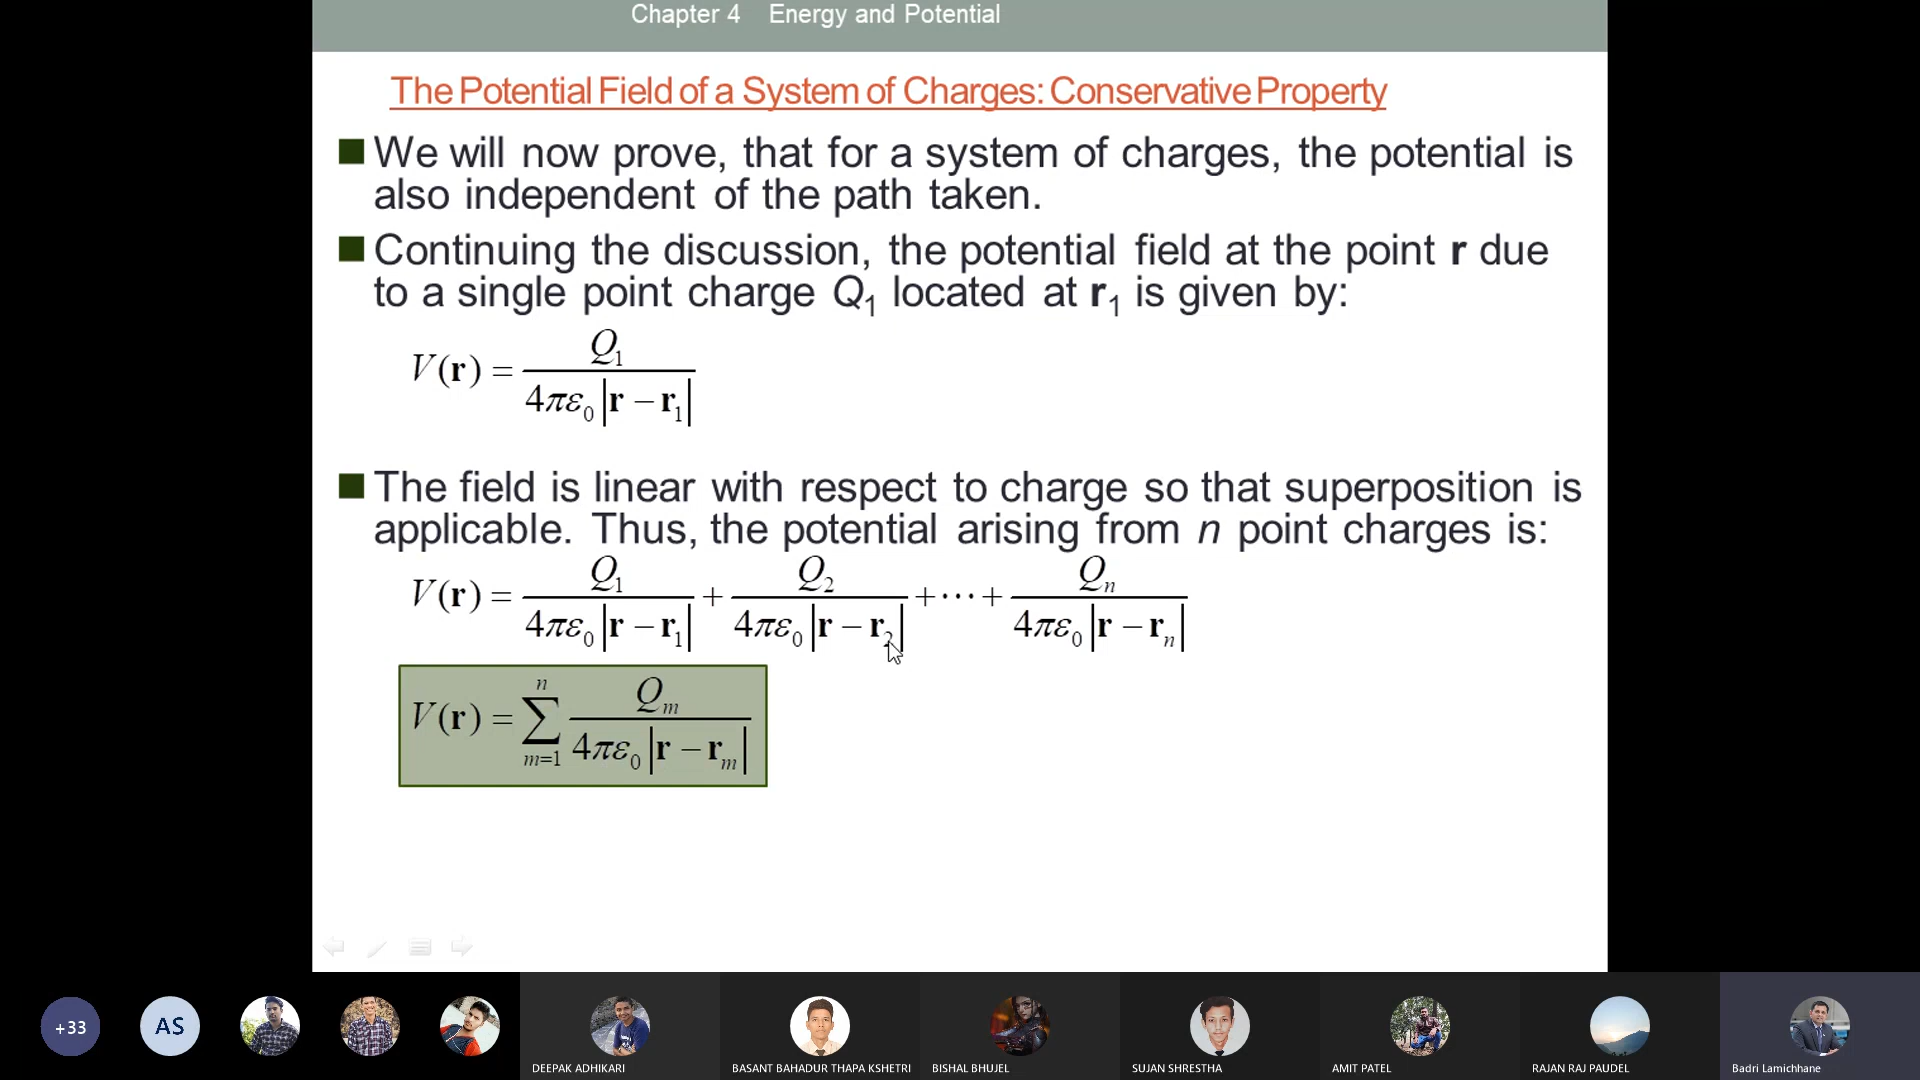 Chapter 4 Energy and Potential
The Potential Field of a System of Charges: Conservative Property
We will now prove, that for a system of charges, the potential is
also independent of the path taken.
Continuing the discussion, the potential field at the point r due
to a single point charge Q₁ located at r₁ is given by:
V(r) = Q₁ / 4πε₀|r − r₁|
The field is linear with respect to charge so that superposition is
applicable. Thus, the potential arising from n point charges is:
V(r) = Q₁ / 4πε₀|r − r₁| + Q₂ / 4πε₀|r − r₂| + ⋯ + Qₙ / 4πε₀|r − rₙ|
V(r) = ∑ₘ₌₁ⁿ Qₘ / 4πε₀|r − rₘ|
+33
AS
DEEPAK ADHIKARI
BASANT BAHADUR THAPA KSHETRI
BISHAL BHUJEL
SUJAN SHRESTHA
AMIT PATEL
RAJAN RAJ PAUDEL
Badri Lamichhane